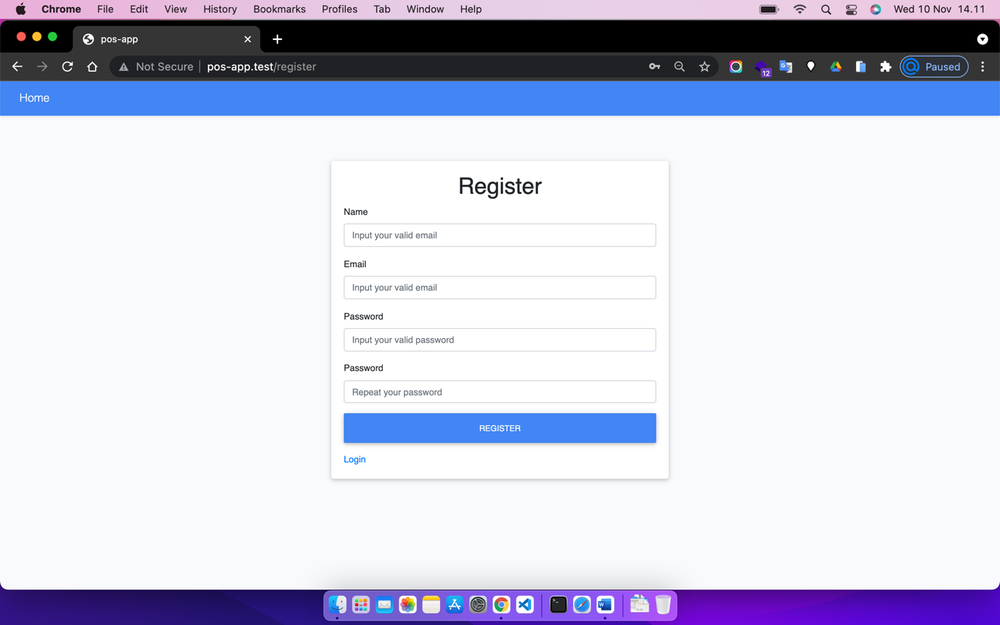 Chrome File Edit View History Bookmarks Profiles Tab Window Help Wed 10 Nov 14.11
pos-app
Not Secure pos-app.test/register 12 Paused
Home
Register
Name
Input your valid email
Email
Input your valid email
Password
Input your valid password
Password
Repeat your password
REGISTER
Login